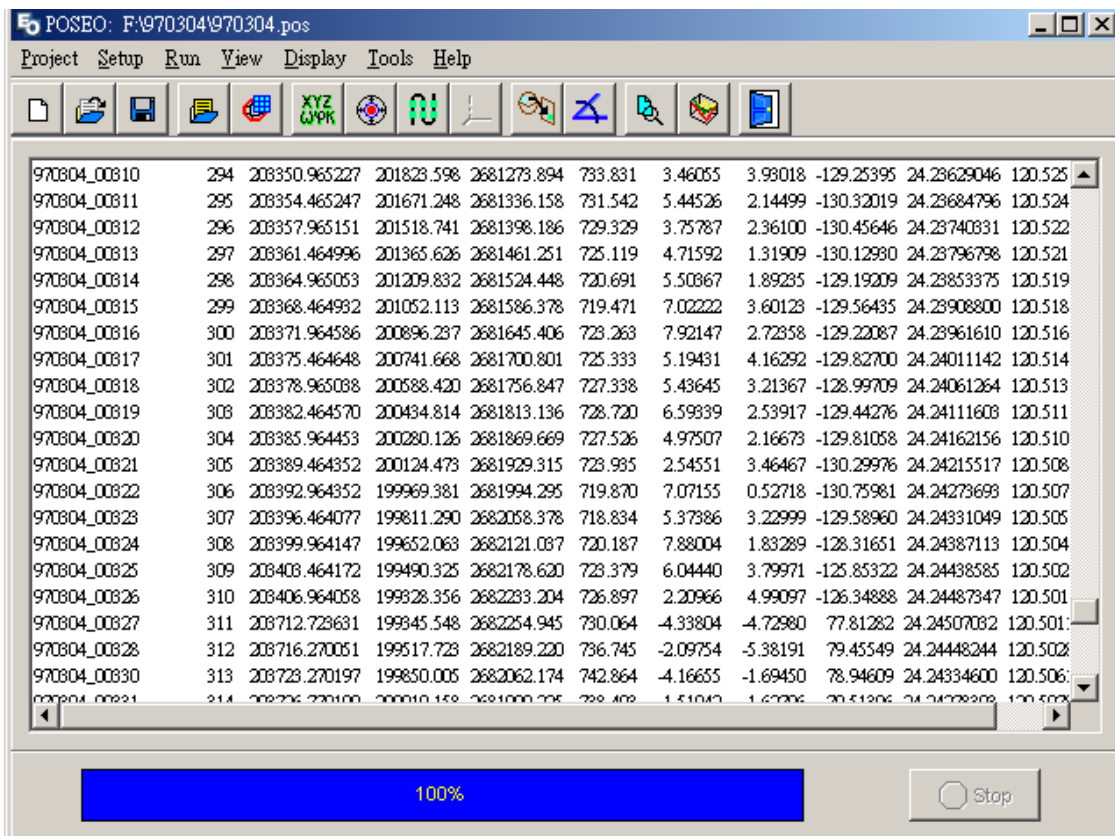 POSEO: F:\970304\970304.pos
Project Setup Run View Display Tools Help
XYZ
ωφκ
970304_00310 294 203350.965227 201823.598 2681273.894 733.831 3.46055 3.93018 -129.25395 24.23629046 120.525
970304_00311 295 203354.465247 201671.248 2681336.158 731.542 5.44526 2.14499 -130.32019 24.23684796 120.524
970304_00312 296 203357.965151 201518.741 2681398.186 729.329 3.75787 2.36100 -130.45646 24.23740331 120.522
970304_00313 297 203361.464996 201365.626 2681461.251 725.119 4.71592 1.31909 -130.12930 24.23796798 120.521
970304_00314 298 203364.965053 201209.832 2681524.448 720.691 5.50367 1.89235 -129.19209 24.23853375 120.519
970304_00315 299 203368.464932 201052.113 2681586.378 719.471 7.02222 3.60123 -129.56435 24.23908800 120.518
970304_00316 300 203371.964586 200896.237 2681645.406 723.263 7.92147 2.72358 -129.22087 24.23961610 120.516
970304_00317 301 203375.464648 200741.668 2681700.801 725.333 5.19431 4.16292 -129.82700 24.24011142 120.514
970304_00318 302 203378.965038 200588.420 2681756.847 727.338 5.43645 3.21367 -128.99709 24.24061264 120.513
970304_00319 303 203382.464570 200434.814 2681813.136 728.720 6.59339 2.53917 -129.44276 24.24111603 120.511
970304_00320 304 203385.964453 200280.126 2681869.669 727.526 4.97507 2.16673 -129.81058 24.24162156 120.510
970304_00321 305 203389.464352 200124.473 2681929.315 723.935 2.54551 3.46467 -130.29976 24.24215517 120.508
970304_00322 306 203392.964352 199969.381 2681994.295 719.870 7.07155 0.52718 -130.75981 24.24273693 120.507
970304_00323 307 203396.464077 199811.290 2682058.378 718.834 5.37386 3.22999 -129.58960 24.24331049 120.505
970304_00324 308 203399.964147 199652.063 2682121.037 720.187 7.88004 1.83289 -128.31651 24.24387113 120.504
970304_00325 309 203403.464172 199490.325 2682178.620 723.379 6.04440 3.79971 -125.85322 24.24438585 120.502
970304_00326 310 203406.964058 199328.356 2682233.204 726.897 2.20966 4.99097 -126.34888 24.24487347 120.501
970304_00327 311 203712.723631 199345.548 2682254.945 730.064 -4.33804 -4.72980 77.81282 24.24507032 120.501
970304_00328 312 203716.270051 199517.723 2682189.220 736.745 -2.09754 -5.38191 79.45549 24.24448244 120.502
970304_00330 313 203723.270197 199850.005 2682062.174 742.864 -4.16655 -1.69450 78.94609 24.24334600 120.506
100%
Stop